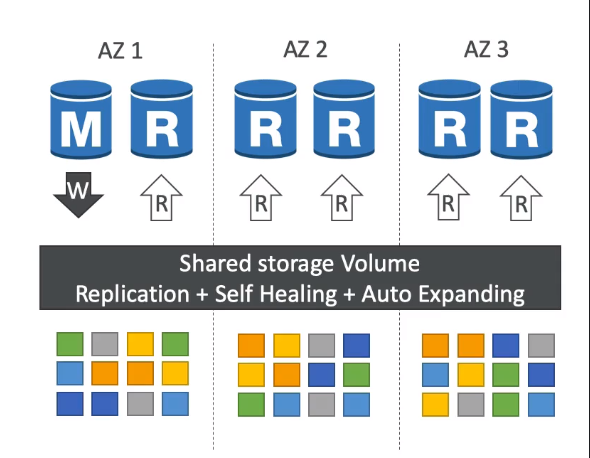 AZ 1
AZ 2
AZ 3
M
R
R
R
R
R
W
R
R
R
R
R
Shared storage Volume
Replication + Self Healing + Auto Expanding